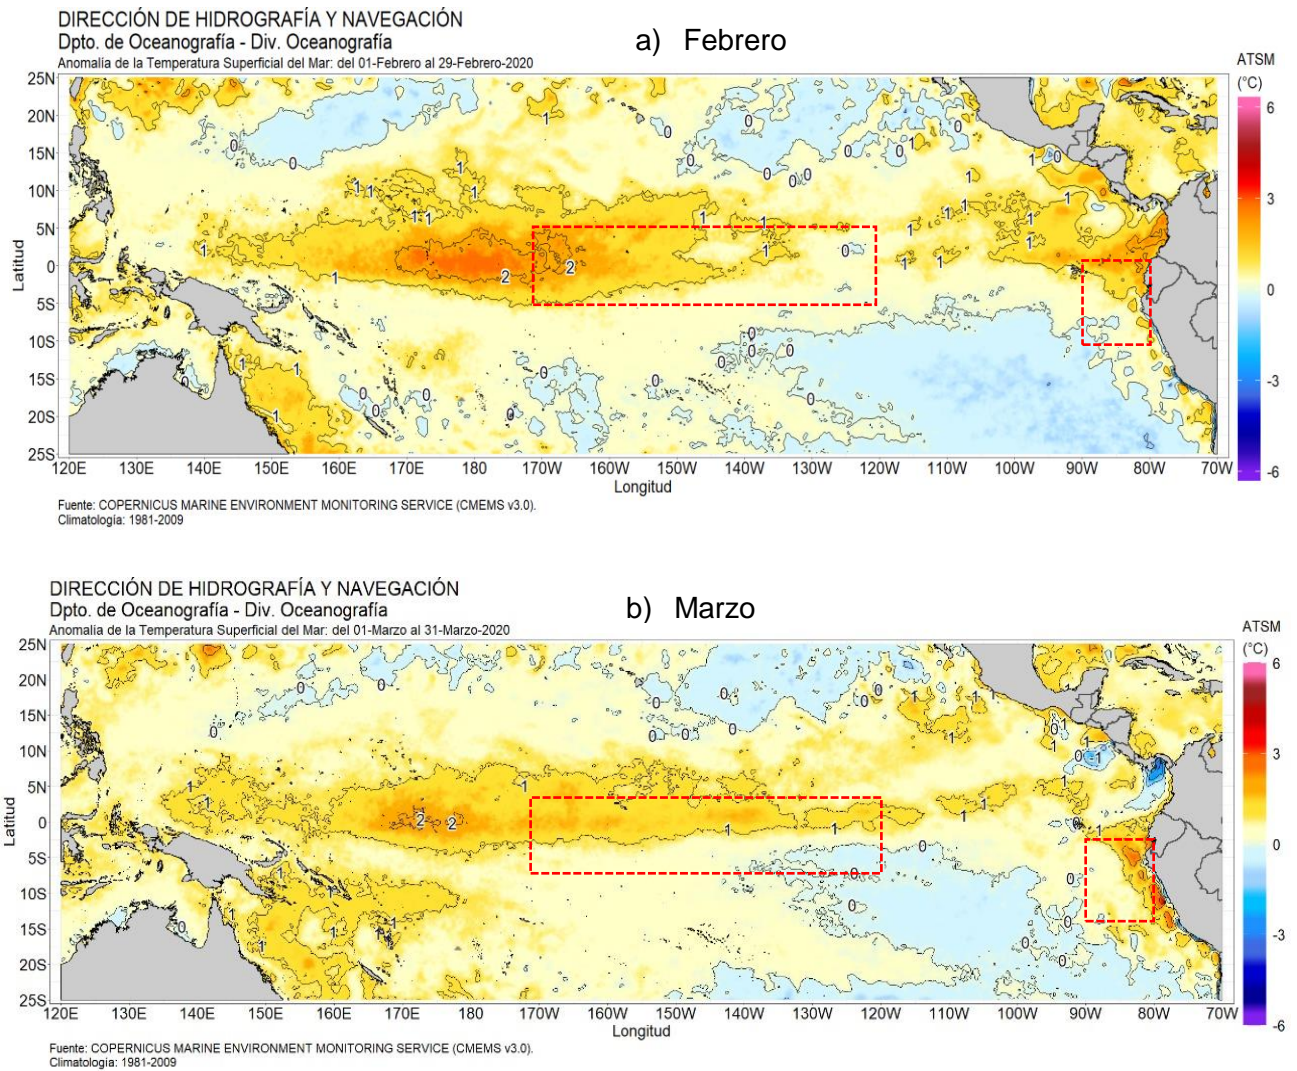 DIRECCIÓN DE HIDROGRAFÍA Y NAVEGACIÓN
Dpto. de Oceanografía - Div. Oceanografía
a) Febrero
Anomalia de la Temperatura Superficial del Mar: del 01-Febrero al 29-Febrero-2020
ATSM
(°C)
25N
20N
15N
10N
5N
0
5S
10S
15S
20S
25S
Latitud
120E 130E 140E 150E 160E 170E 180 170W 160W 150W 140W 130W 120W 110W 100W 90W 80W 70W
Longitud
6
3
0
-3
-6
Fuente: COPERNICUS MARINE ENVIRONMENT MONITORING SERVICE (CMEMS v3.0).
Climatología: 1981-2009
DIRECCIÓN DE HIDROGRAFÍA Y NAVEGACIÓN
Dpto. de Oceanografía - Div. Oceanografía
b) Marzo
Anomalia de la Temperatura Superficial del Mar: del 01-Marzo al 31-Marzo-2020
ATSM
(°C)
25N
20N
15N
10N
5N
0
5S
10S
15S
20S
25S
Latitud
120E 130E 140E 150E 160E 170E 180 170W 160W 150W 140W 130W 120W 110W 100W 90W 80W 70W
Longitud
6
3
0
-3
-6
Fuente: COPERNICUS MARINE ENVIRONMENT MONITORING SERVICE (CMEMS v3.0).
Climatología: 1981-2009